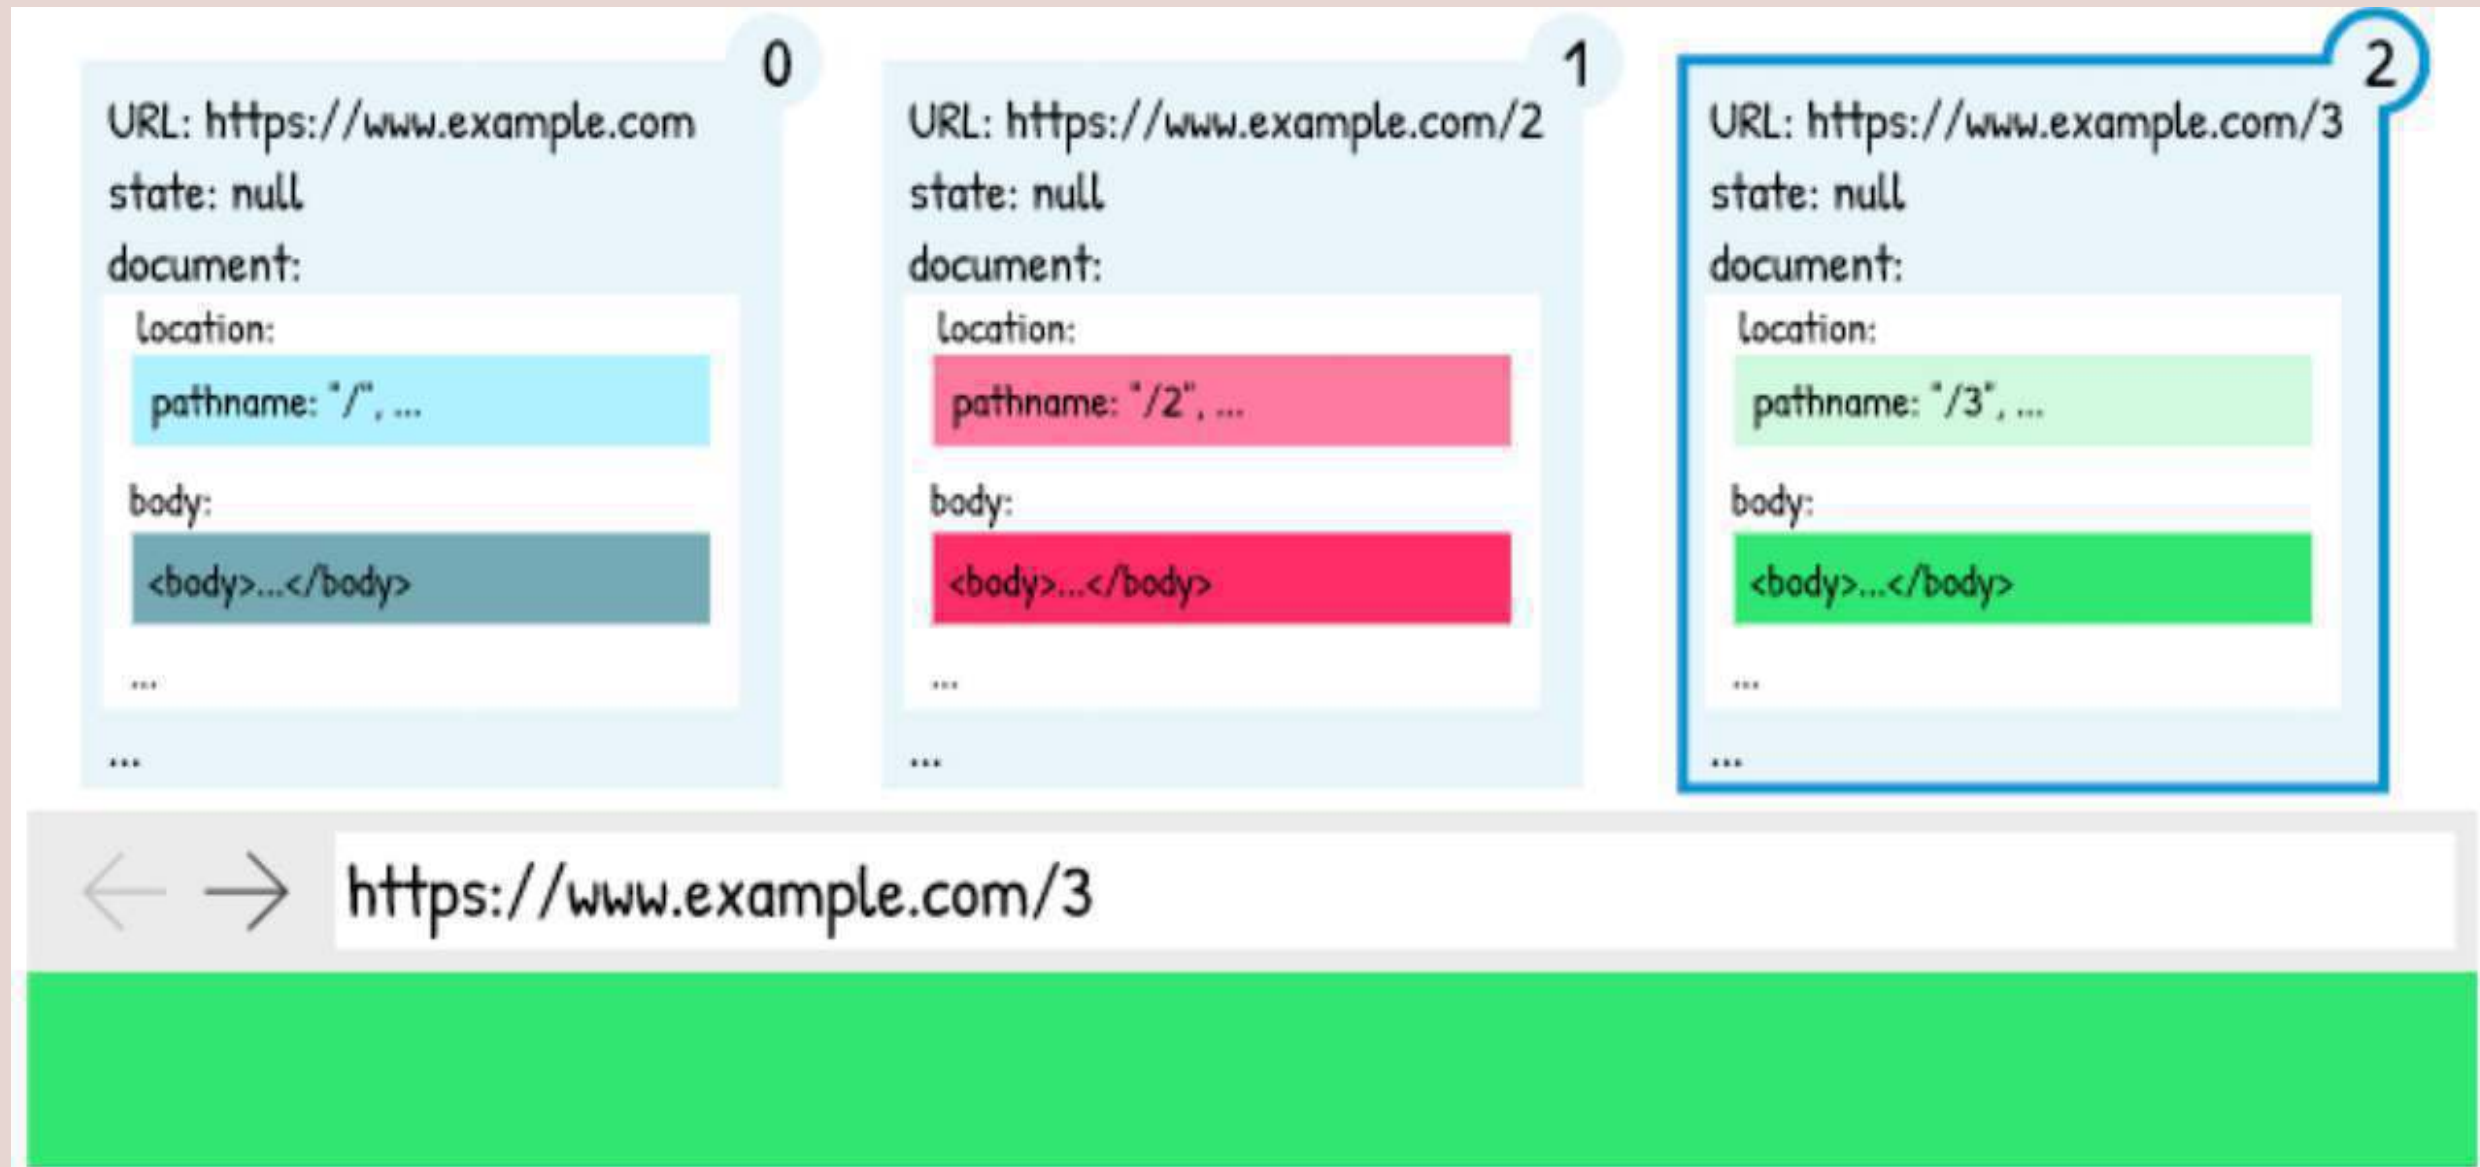 0
URL: https://www.example.com
state: null
document:
location:
pathname: "/", ...
body:
<body>...</body>
...
...
1
URL: https://www.example.com/2
state: null
document:
location:
pathname: "/2", ...
body:
<body>...</body>
...
...
2
URL: https://www.example.com/3
state: null
document:
location:
pathname: "/3", ...
body:
<body>...</body>
...
...
https://www.example.com/3